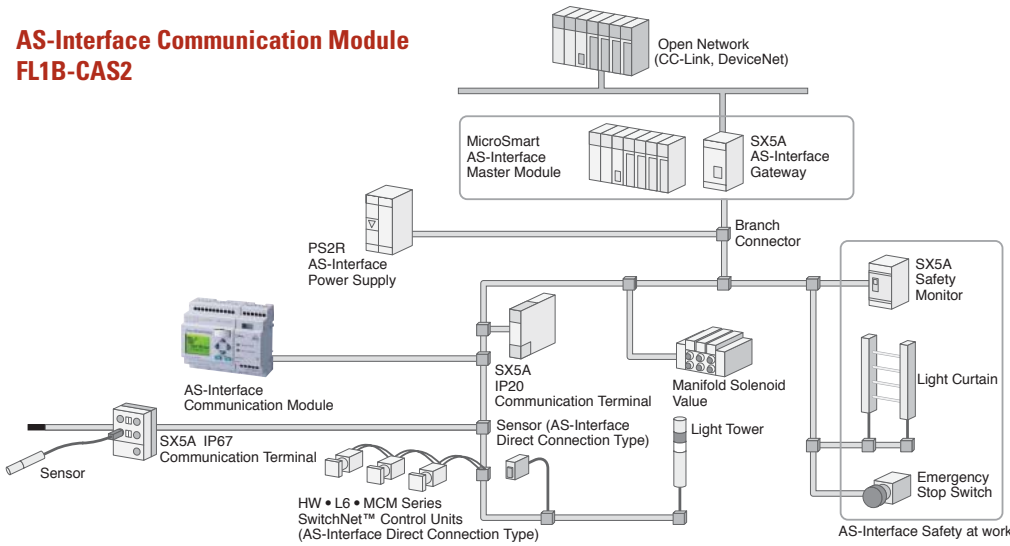 AS-Interface Communication Module
FL1B-CAS2
Open Network
(CC-Link, DeviceNet)
MicroSmart
AS-Interface
Master Module
SX5A
AS-Interface
Gateway
Branch
Connector
PS2R
AS-Interface
Power Supply
SX5A
Safety
Monitor
AS-Interface
Communication Module
SX5A
IP20
Communication Terminal
Manifold Solenoid
Value
Light Curtain
SX5A IP67
Communication Terminal
Sensor
Sensor (AS-Interface
Direct Connection Type)
Light Tower
HW • L6 • MCM Series
SwitchNet™ Control Units
(AS-Interface Direct Connection Type)
Emergency
Stop Switch
AS-Interface Safety at work